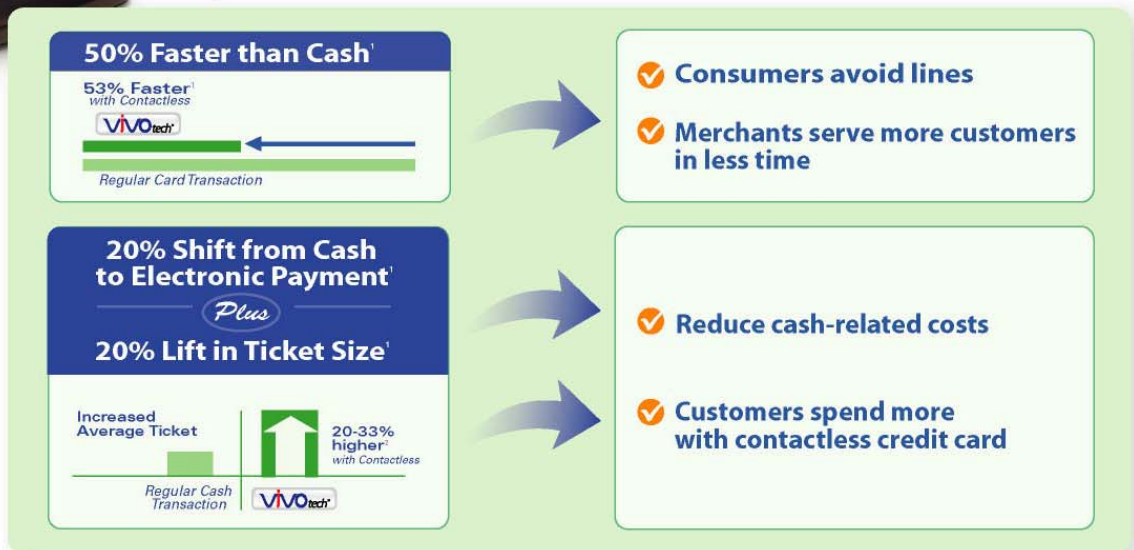 50% Faster than Cash¹
53% Faster¹
with Contactless
ViVOtech
Regular Card Transaction
Consumers avoid lines
Merchants serve more customers
in less time
20% Shift from Cash
to Electronic Payment¹
Plus
20% Lift in Ticket Size¹
Increased
Average Ticket
20-33%
higher²
with Contactless
Regular Cash
Transaction
ViVOtech
Reduce cash-related costs
Customers spend more
with contactless credit card